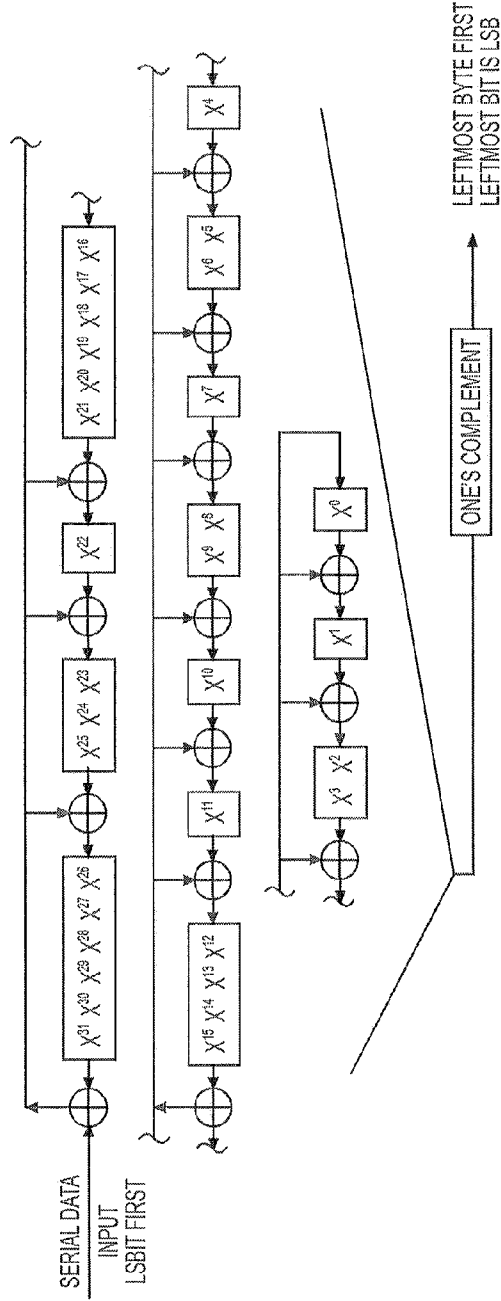 SERIAL DATA
INPUT
LSBIT FIRST
X³¹ X³⁰ X²⁹ X²⁸ X²⁷ X²⁶
X²⁵ X²⁴ X²³
X²²
X²¹ X²⁰ X¹⁹ X¹⁸ X¹⁷ X¹⁶
X¹⁵ X¹⁴ X¹³ X¹²
X¹¹
X¹⁰
X⁹ X⁸
X⁷
X⁶ X⁵
X⁴
X³ X²
X¹
X⁰
ONE'S COMPLEMENT
LEFTMOST BYTE FIRST
LEFTMOST BIT IS LSB